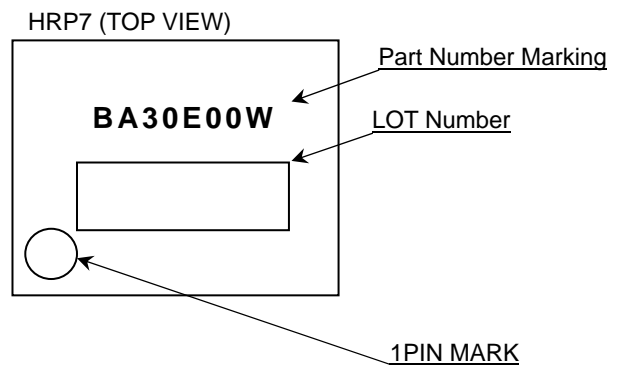 HRP7 (TOP VIEW)
Part Number Marking
BA30E00W
LOT Number
1PIN MARK